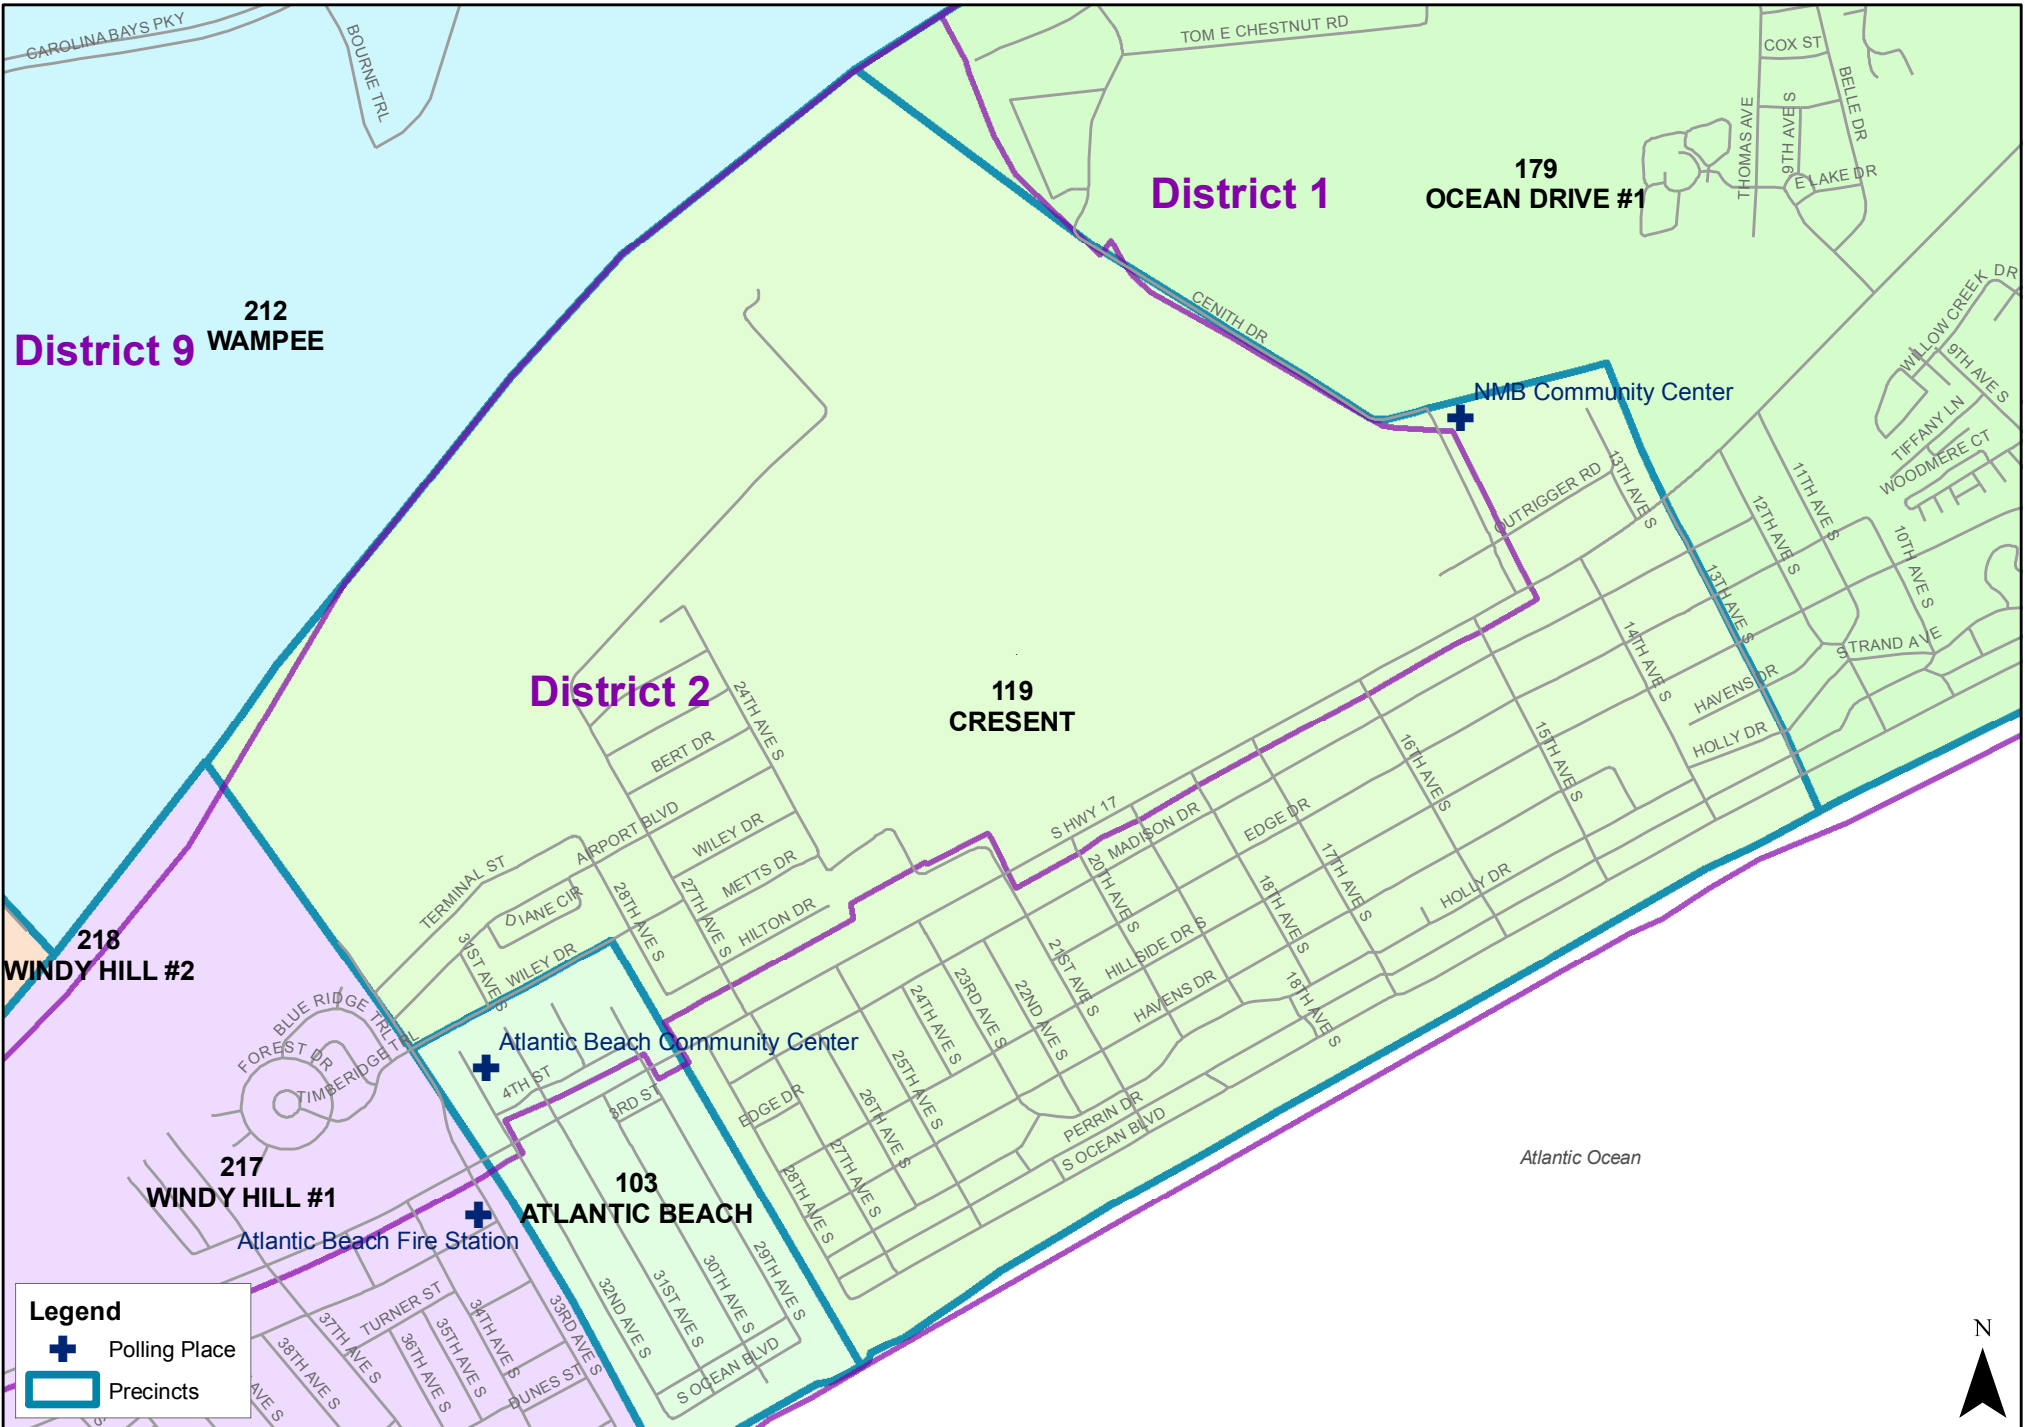 CAROLINA BAYS PKY
BOURNE TRL
TOM E CHESTNUT RD
COX ST
BELLE DR
THOMAS AVE
9TH AVE S
E LAKE DR
179
OCEAN DRIVE #1
District 1
212
WAMPEE
District 9
CENITH DR
WILLOW CREEK DR
9TH AVE S
TIFFANY LN
WOODMERE CT
NMB Community Center
OUTRIGGER RD
13TH AVE S
12TH AVE S
11TH AVE S
10TH AVE S
13TH AVE S
14TH AVE S
S STRAND AVE
HAVENS DR
HOLLY DR
District 2
119
CRESENT
24TH AVE S
BERT DR
AIRPORT BLVD
WILEY DR
METTS DR
HILTON DR
TERMINAL ST
DIANE CIR
28TH AVE S
27TH AVE S
31ST AVE S
WILEY DR
S HWY 17
MADISON DR
EDGE DR
16TH AVE S
15TH AVE S
20TH AVE S
17TH AVE S
18TH AVE S
HOLLY DR
HILLSIDE DR S
HAVENS DR
21ST AVE S
22ND AVE S
23RD AVE S
24TH AVE S
18TH AVE S
25TH AVE S
26TH AVE S
27TH AVE S
28TH AVE S
EDGE DR
PERRIN DR
S OCEAN BLVD
218
WINDY HILL #2
BLUE RIDGE TRL
FOREST DR
TIMBERIDGE TRL
Atlantic Beach Community Center
4TH ST
3RD ST
217
WINDY HILL #1
Atlantic Beach Fire Station
103
ATLANTIC BEACH
29TH AVE S
30TH AVE S
31ST AVE S
32ND AVE S
33RD AVE S
S OCEAN BLVD
TURNER ST
34TH AVE S
35TH AVE S
36TH AVE S
37TH AVE S
38TH AVE S
AVE S
DUNES ST
Atlantic Ocean
N
Legend
Polling Place
Precincts